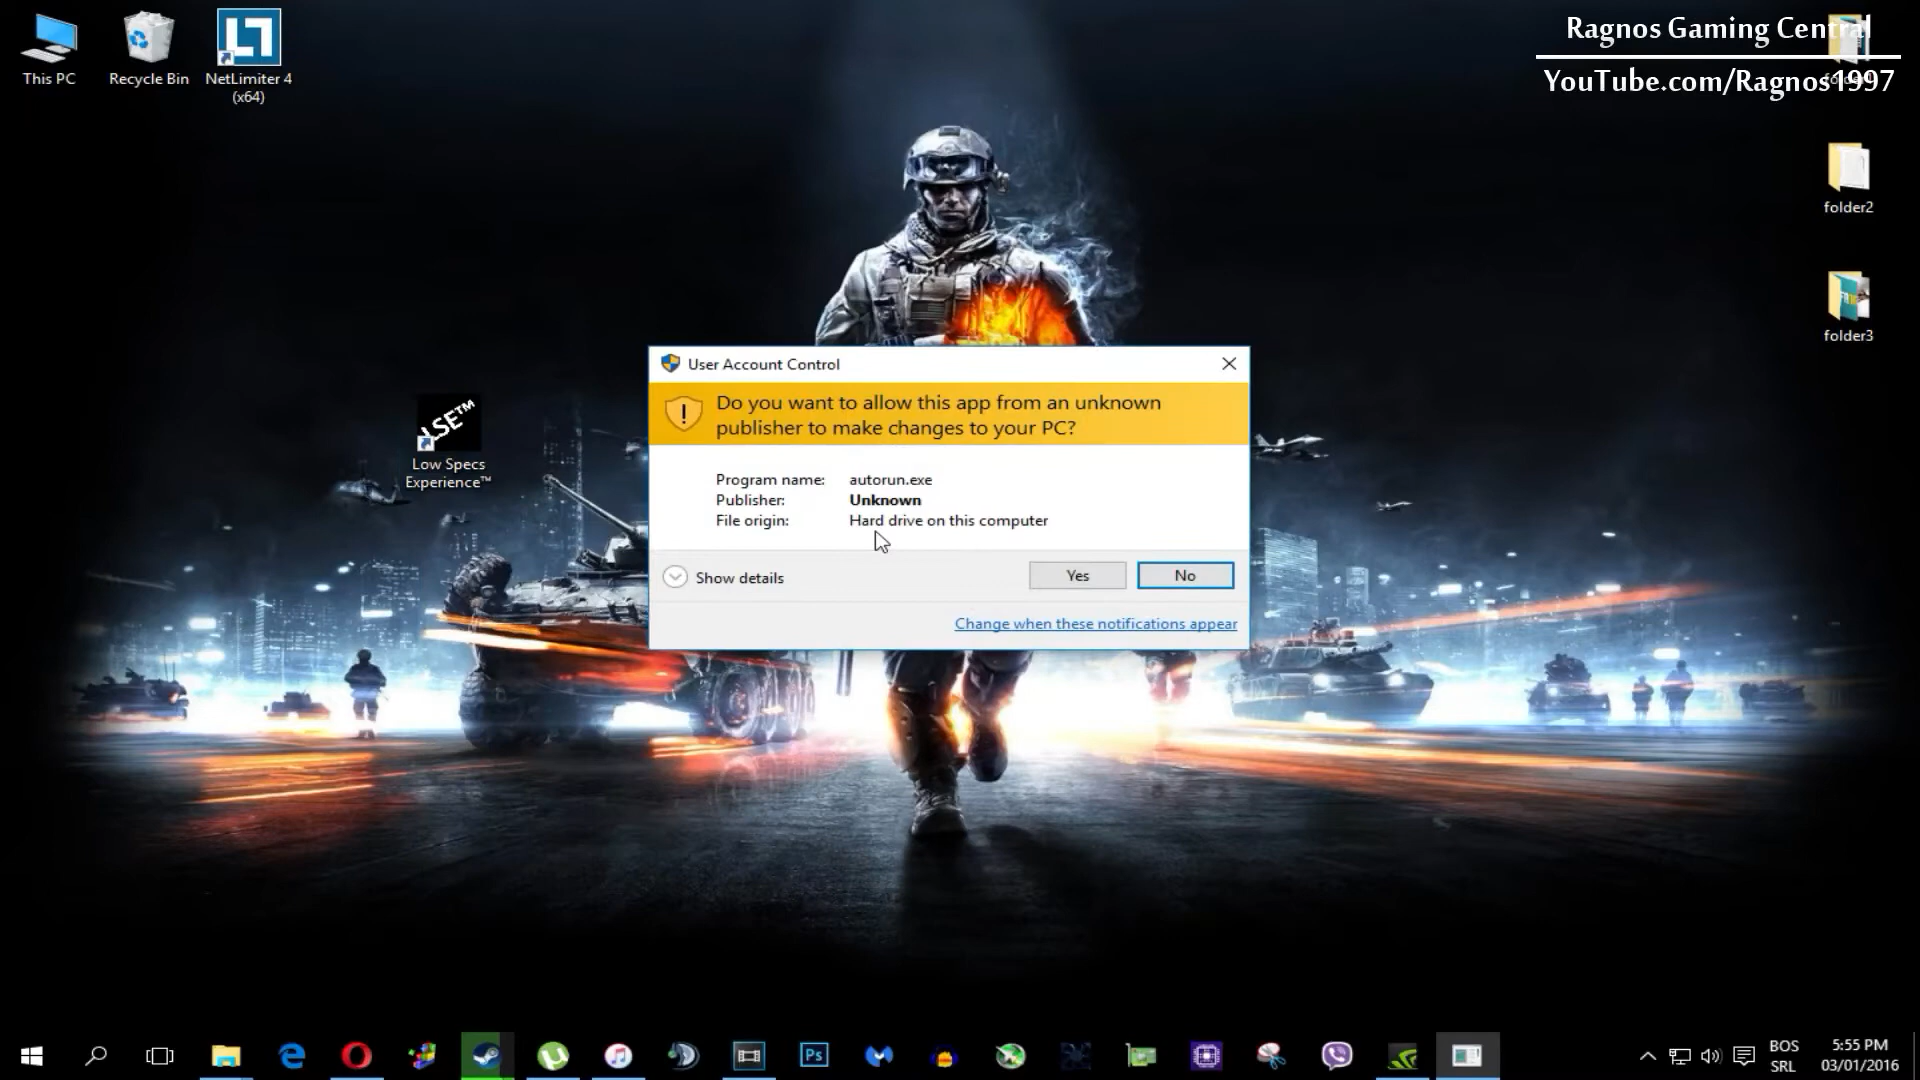 This PC
Recycle Bin
NetLimiter 4
(x64)
Ragnos Gaming Central
YouTube.com/Ragnos1997
folder2
folder3
LSE™
Low Specs
Experience™
User Account Control
Do you want to allow this app from an unknown
publisher to make changes to your PC?
Program name: autorun.exe
Publisher: Unknown
File origin: Hard drive on this computer
Show details
Yes
No
Change when these notifications appear
Ps
BOS
SRL
5:55 PM
03/01/2016